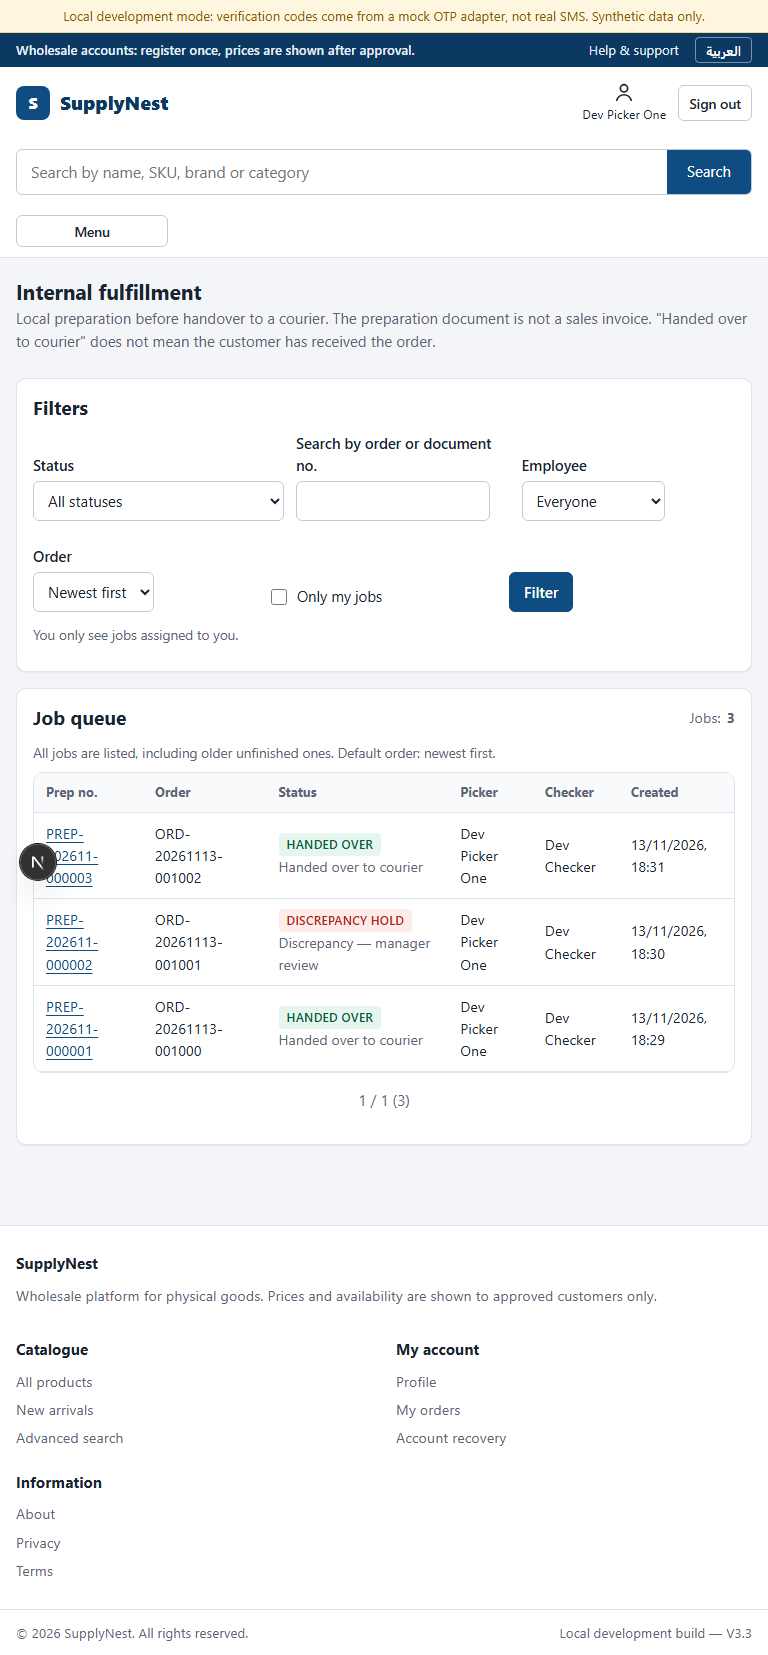 Local development mode: verification codes come from a mock OTP adapter, not real SMS. Synthetic data only.
Wholesale accounts: register once, prices are shown after approval.
Help & support
العربية
S
SupplyNest
Dev Picker One
Sign out
Search by name, SKU, brand or category
Search
Menu
Internal fulfillment
Local preparation before handover to a courier. The preparation document is not a sales invoice. "Handed over
to courier" does not mean the customer has received the order.
Filters
Status
Search by order or document
no.
Employee
All statuses
Everyone
Order
Newest first
Only my jobs
Filter
You only see jobs assigned to you.
Job queue
Jobs: 3
All jobs are listed, including older unfinished ones. Default order: newest first.
Prep no.
Order
Status
Picker
Checker
Created
PREP-
02611-
000003
ORD-
20261113-
001002
HANDED OVER
Handed over to courier
Dev
Picker
One
Dev
Checker
13/11/2026,
18:31
N
PREP-
202611-
000002
ORD-
20261113-
001001
DISCREPANCY HOLD
Discrepancy — manager
review
Dev
Picker
One
Dev
Checker
13/11/2026,
18:30
PREP-
202611-
000001
ORD-
20261113-
001000
HANDED OVER
Handed over to courier
Dev
Picker
One
Dev
Checker
13/11/2026,
18:29
1 / 1 (3)
SupplyNest
Wholesale platform for physical goods. Prices and availability are shown to approved customers only.
Catalogue
All products
New arrivals
Advanced search
My account
Profile
My orders
Account recovery
Information
About
Privacy
Terms
© 2026 SupplyNest. All rights reserved.
Local development build — V3.3